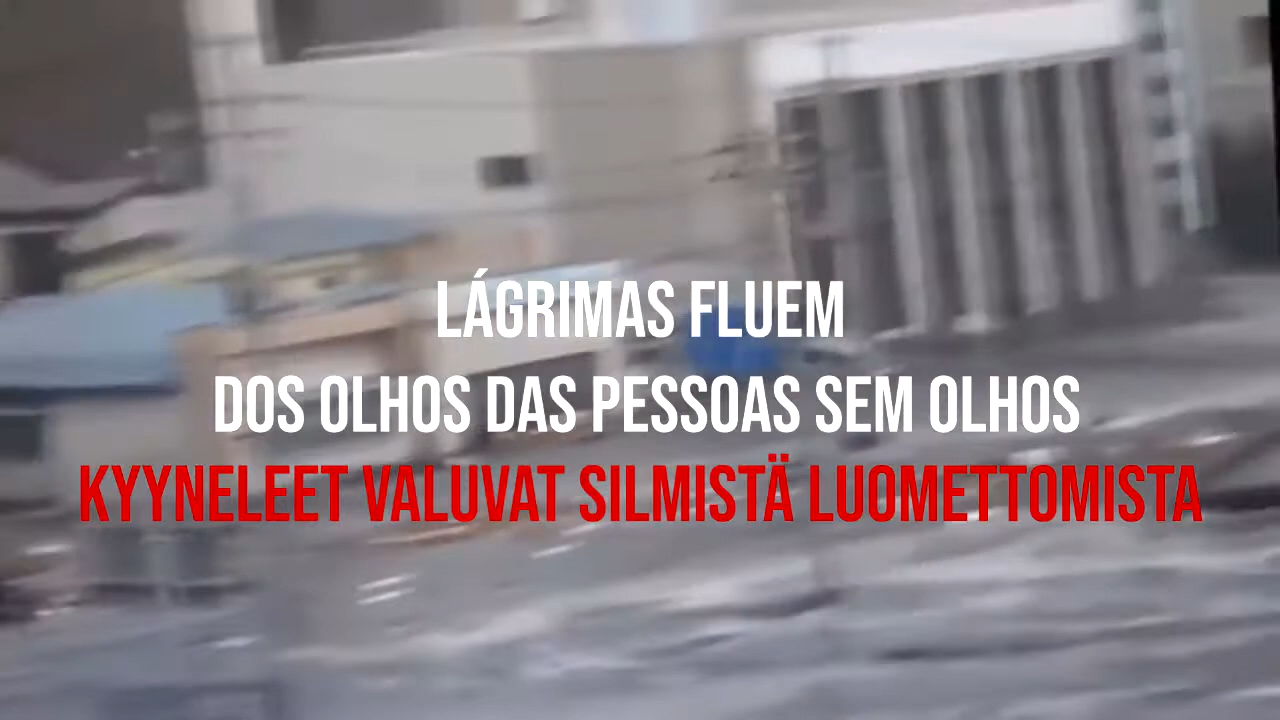 LÁGRIMAS FLUEM
DOS OLHOS DAS PESSOAS SEM OLHOS
KYYNELEET VALUVAT SILMISTÄ LUOMETTOMISTA